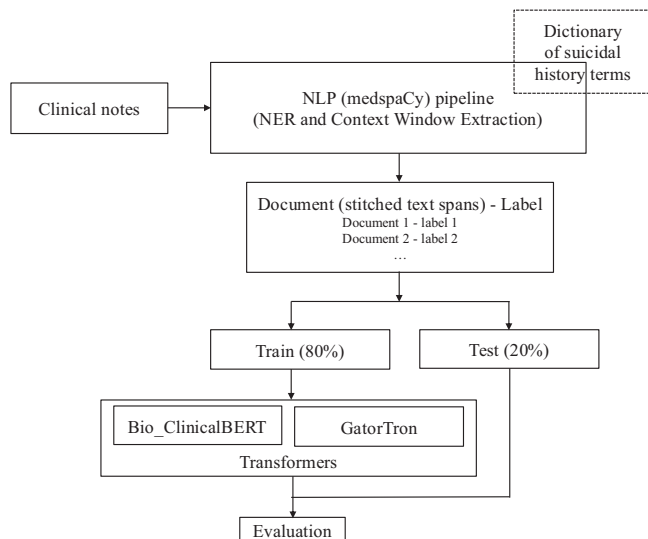 Dictionary
of suicidal
history terms
Clinical notes
NLP (medspaCy) pipeline
(NER and Context Window Extraction)
Document (stitched text spans) - Label
Document 1 - label 1
Document 2 - label 2
…
Train (80%)
Test (20%)
Bio_ClinicalBERT
GatorTron
Transformers
Evaluation